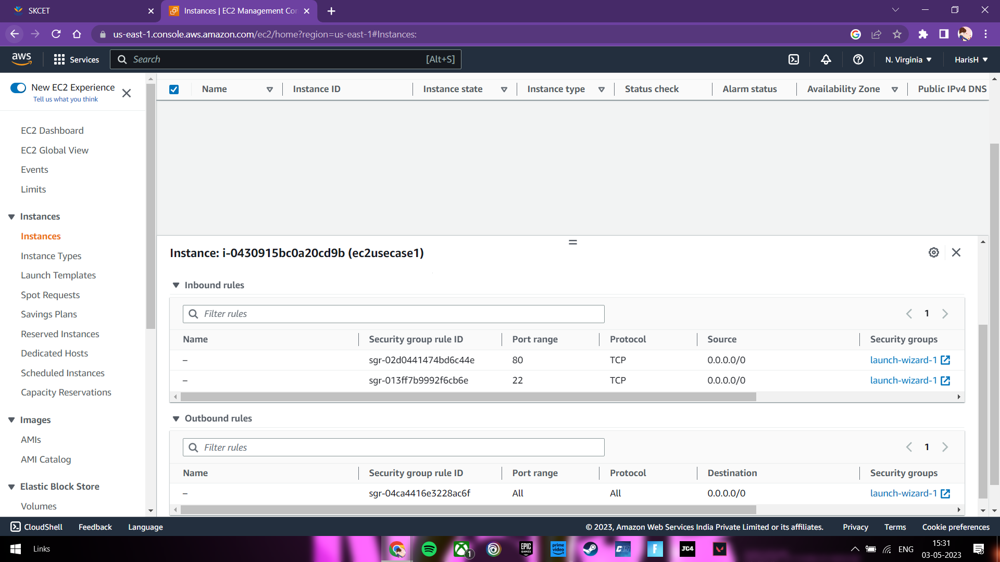 SKCET
Instances | EC2 Management Con
us-east-1.console.aws.amazon.com/ec2/home?region=us-east-1#Instances:
aws
Services
Search
[Alt+S]
N. Virginia
HarisH
New EC2 Experience
Tell us what you think
EC2 Dashboard
EC2 Global View
Events
Limits
Instances
Instances
Instance Types
Launch Templates
Spot Requests
Savings Plans
Reserved Instances
Dedicated Hosts
Scheduled Instances
Capacity Reservations
Images
AMIs
AMI Catalog
Elastic Block Store
Volumes
Name Instance ID Instance state Instance type Status check Alarm status Availability Zone Public IPv4 DNS
Instance: i-0430915bc0a20cd9b (ec2usecase1)
Inbound rules
Filter rules
1
Name Security group rule ID Port range Protocol Source Security groups
– sgr-02d0441474bd6c44e 80 TCP 0.0.0.0/0 launch-wizard-1
– sgr-013ff7b9992f6cb6e 22 TCP 0.0.0.0/0 launch-wizard-1
Outbound rules
Filter rules
1
Name Security group rule ID Port range Protocol Destination Security groups
– sgr-04ca4416e3228ac6f All All 0.0.0.0/0 launch-wizard-1
CloudShell Feedback Language
© 2023, Amazon Web Services India Private Limited or its affiliates. Privacy Terms Cookie preferences
Links
1
EPIC
GAMES
prime
video
JC4
ENG
15:31
03-05-2023